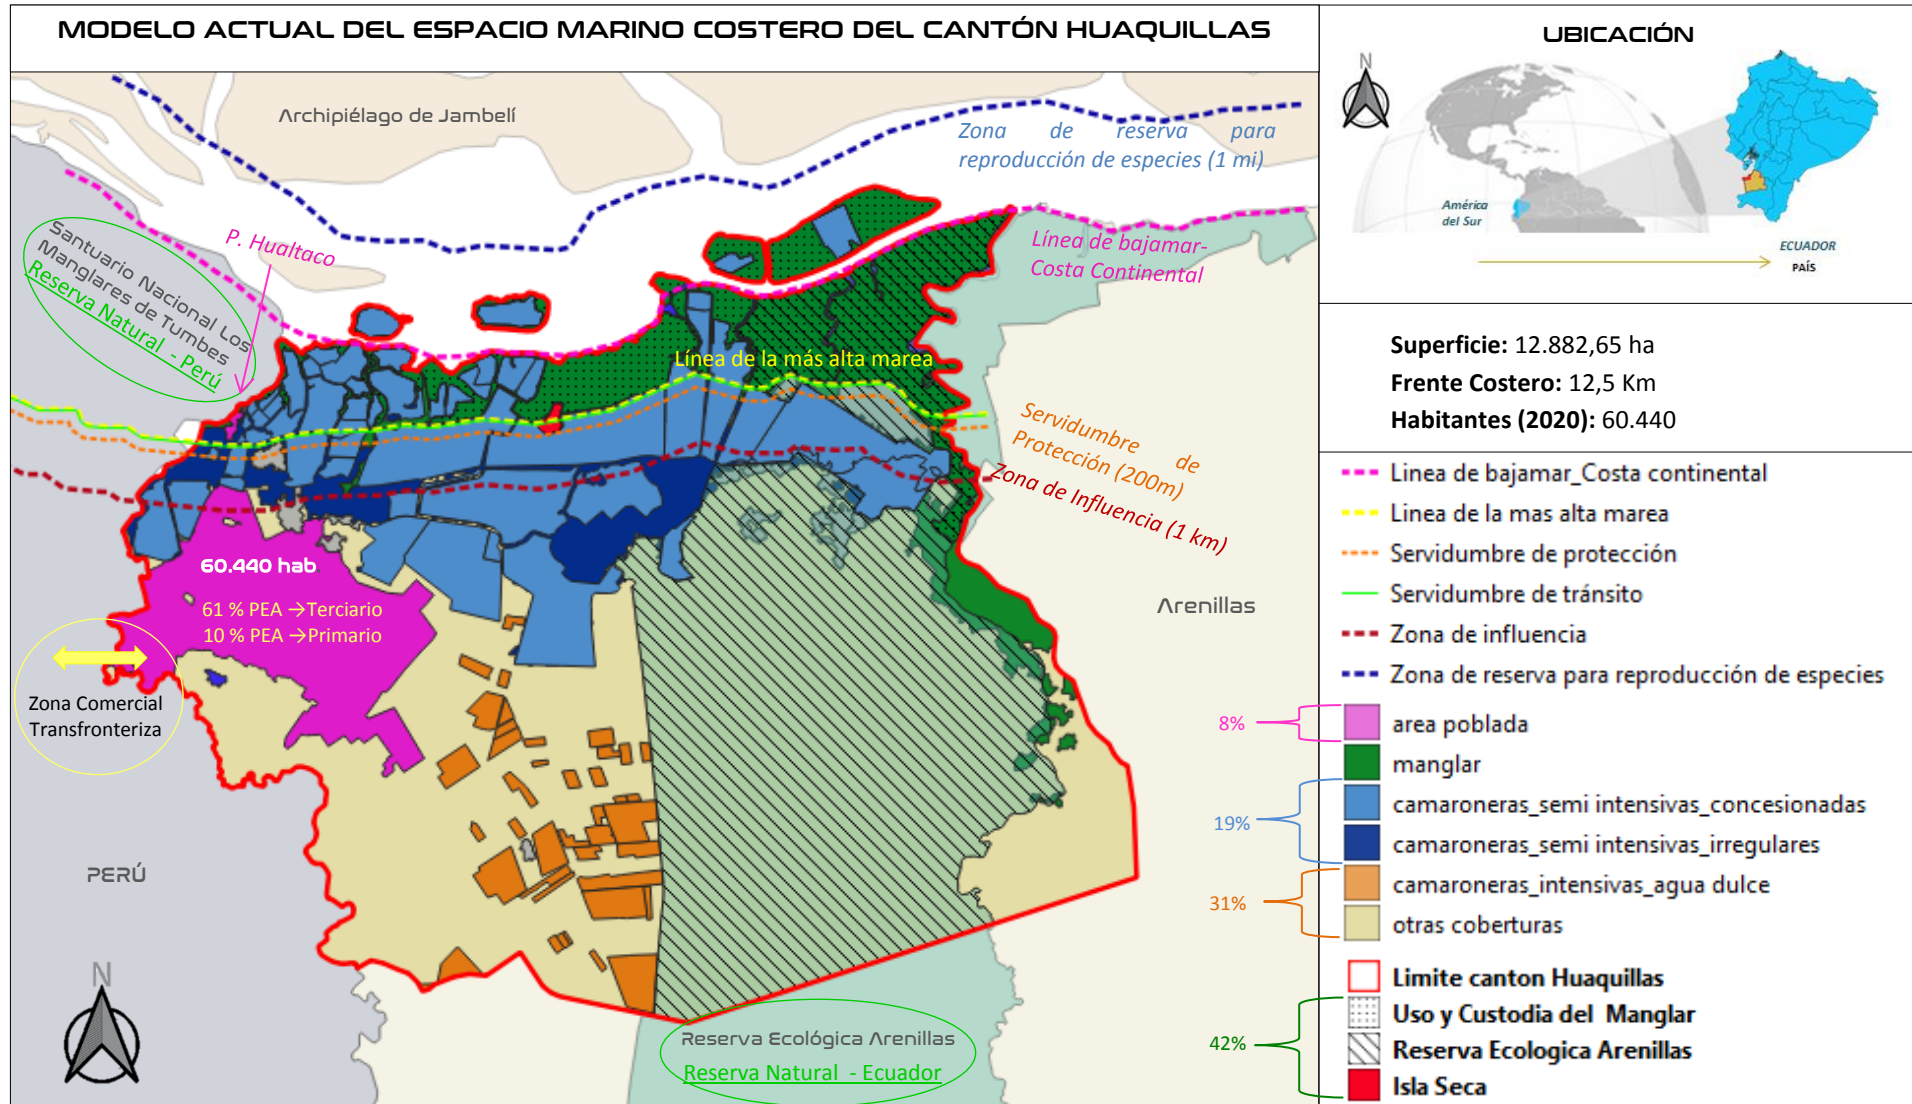 MODELO ACTUAL DEL ESPACIO MARINO COSTERO DEL CANTÓN HUAQUILLAS
Archipiélago de Jambelí
Zona de reserva para
reproducción de especies (1 mi)
Santuario Nacional Los
Manglares de Tumbes
Reserva Natural - Perú
P. Hualtaco
Línea de bajamar-
Costa Continental
Línea de la más alta marea
Servidumbre de
Protección (200m)
Zona de Influencia (1 km)
60.440 hab
61 % PEA →Terciario
10 % PEA →Primario
Arenillas
Zona Comercial
Transfronteriza
PERÚ
N
Reserva Ecológica Arenillas
Reserva Natural - Ecuador
UBICACIÓN
N
América
del Sur
ECUADOR
PAÍS
Superficie: 12.882,65 ha
Frente Costero: 12,5 Km
Habitantes (2020): 60.440
Linea de bajamar_Costa continental
Linea de la mas alta marea
Servidumbre de protección
Servidumbre de tránsito
Zona de influencia
Zona de reserva para reproducción de especies
8%
area poblada
manglar
19%
camaroneras_semi intensivas_concesionadas
camaroneras_semi intensivas_irregulares
31%
camaroneras_intensivas_agua dulce
otras coberturas
Limite canton Huaquillas
42%
Uso y Custodia del Manglar
Reserva Ecologica Arenillas
Isla Seca